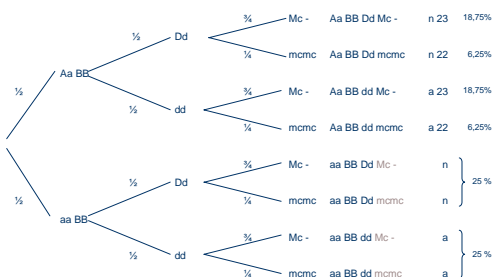 ¾ Mc - Aa BB Dd Mc - n 23 18,75%
½ Dd
¼ mcmc Aa BB Dd mcmc n 22 6,25%
Aa BB
½ ¾ Mc - Aa BB dd Mc - a 23 18,75%
½ dd
¼ mcmc Aa BB dd mcmc a 22 6,25%
¾ Mc - aa BB Dd Mc - n
½ Dd 25 %
½ ¼ mcmc aa BB Dd mcmc n
aa BB
¾ Mc - aa BB dd Mc - a
½ dd 25 %
¼ mcmc aa BB dd mcmc a